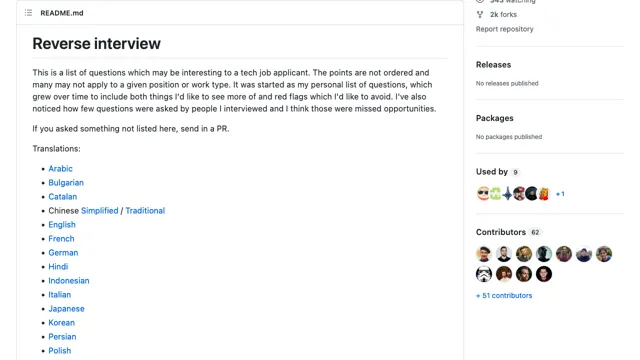 343 watching
README.md
2k forks
Report repository
Reverse interview
This is a list of questions which may be interesting to a tech job applicant. The points are not ordered and
many may not apply to a given position or work type. It was started as my personal list of questions, which
grew over time to include both things I'd like to see more of and red flags which I'd like to avoid. I've also
noticed how few questions were asked by people I interviewed and I think those were missed opportunities.
If you asked something not listed here, send in a PR.
Translations:
• Arabic
• Bulgarian
• Catalan
• Chinese Simplified / Traditional
• English
• French
• German
• Hindi
• Indonesian
• Italian
• Japanese
• Korean
• Persian
• Polish
Releases
No releases published
Packages
No packages published
Used by 9
+ 1
Contributors 62
+ 51 contributors